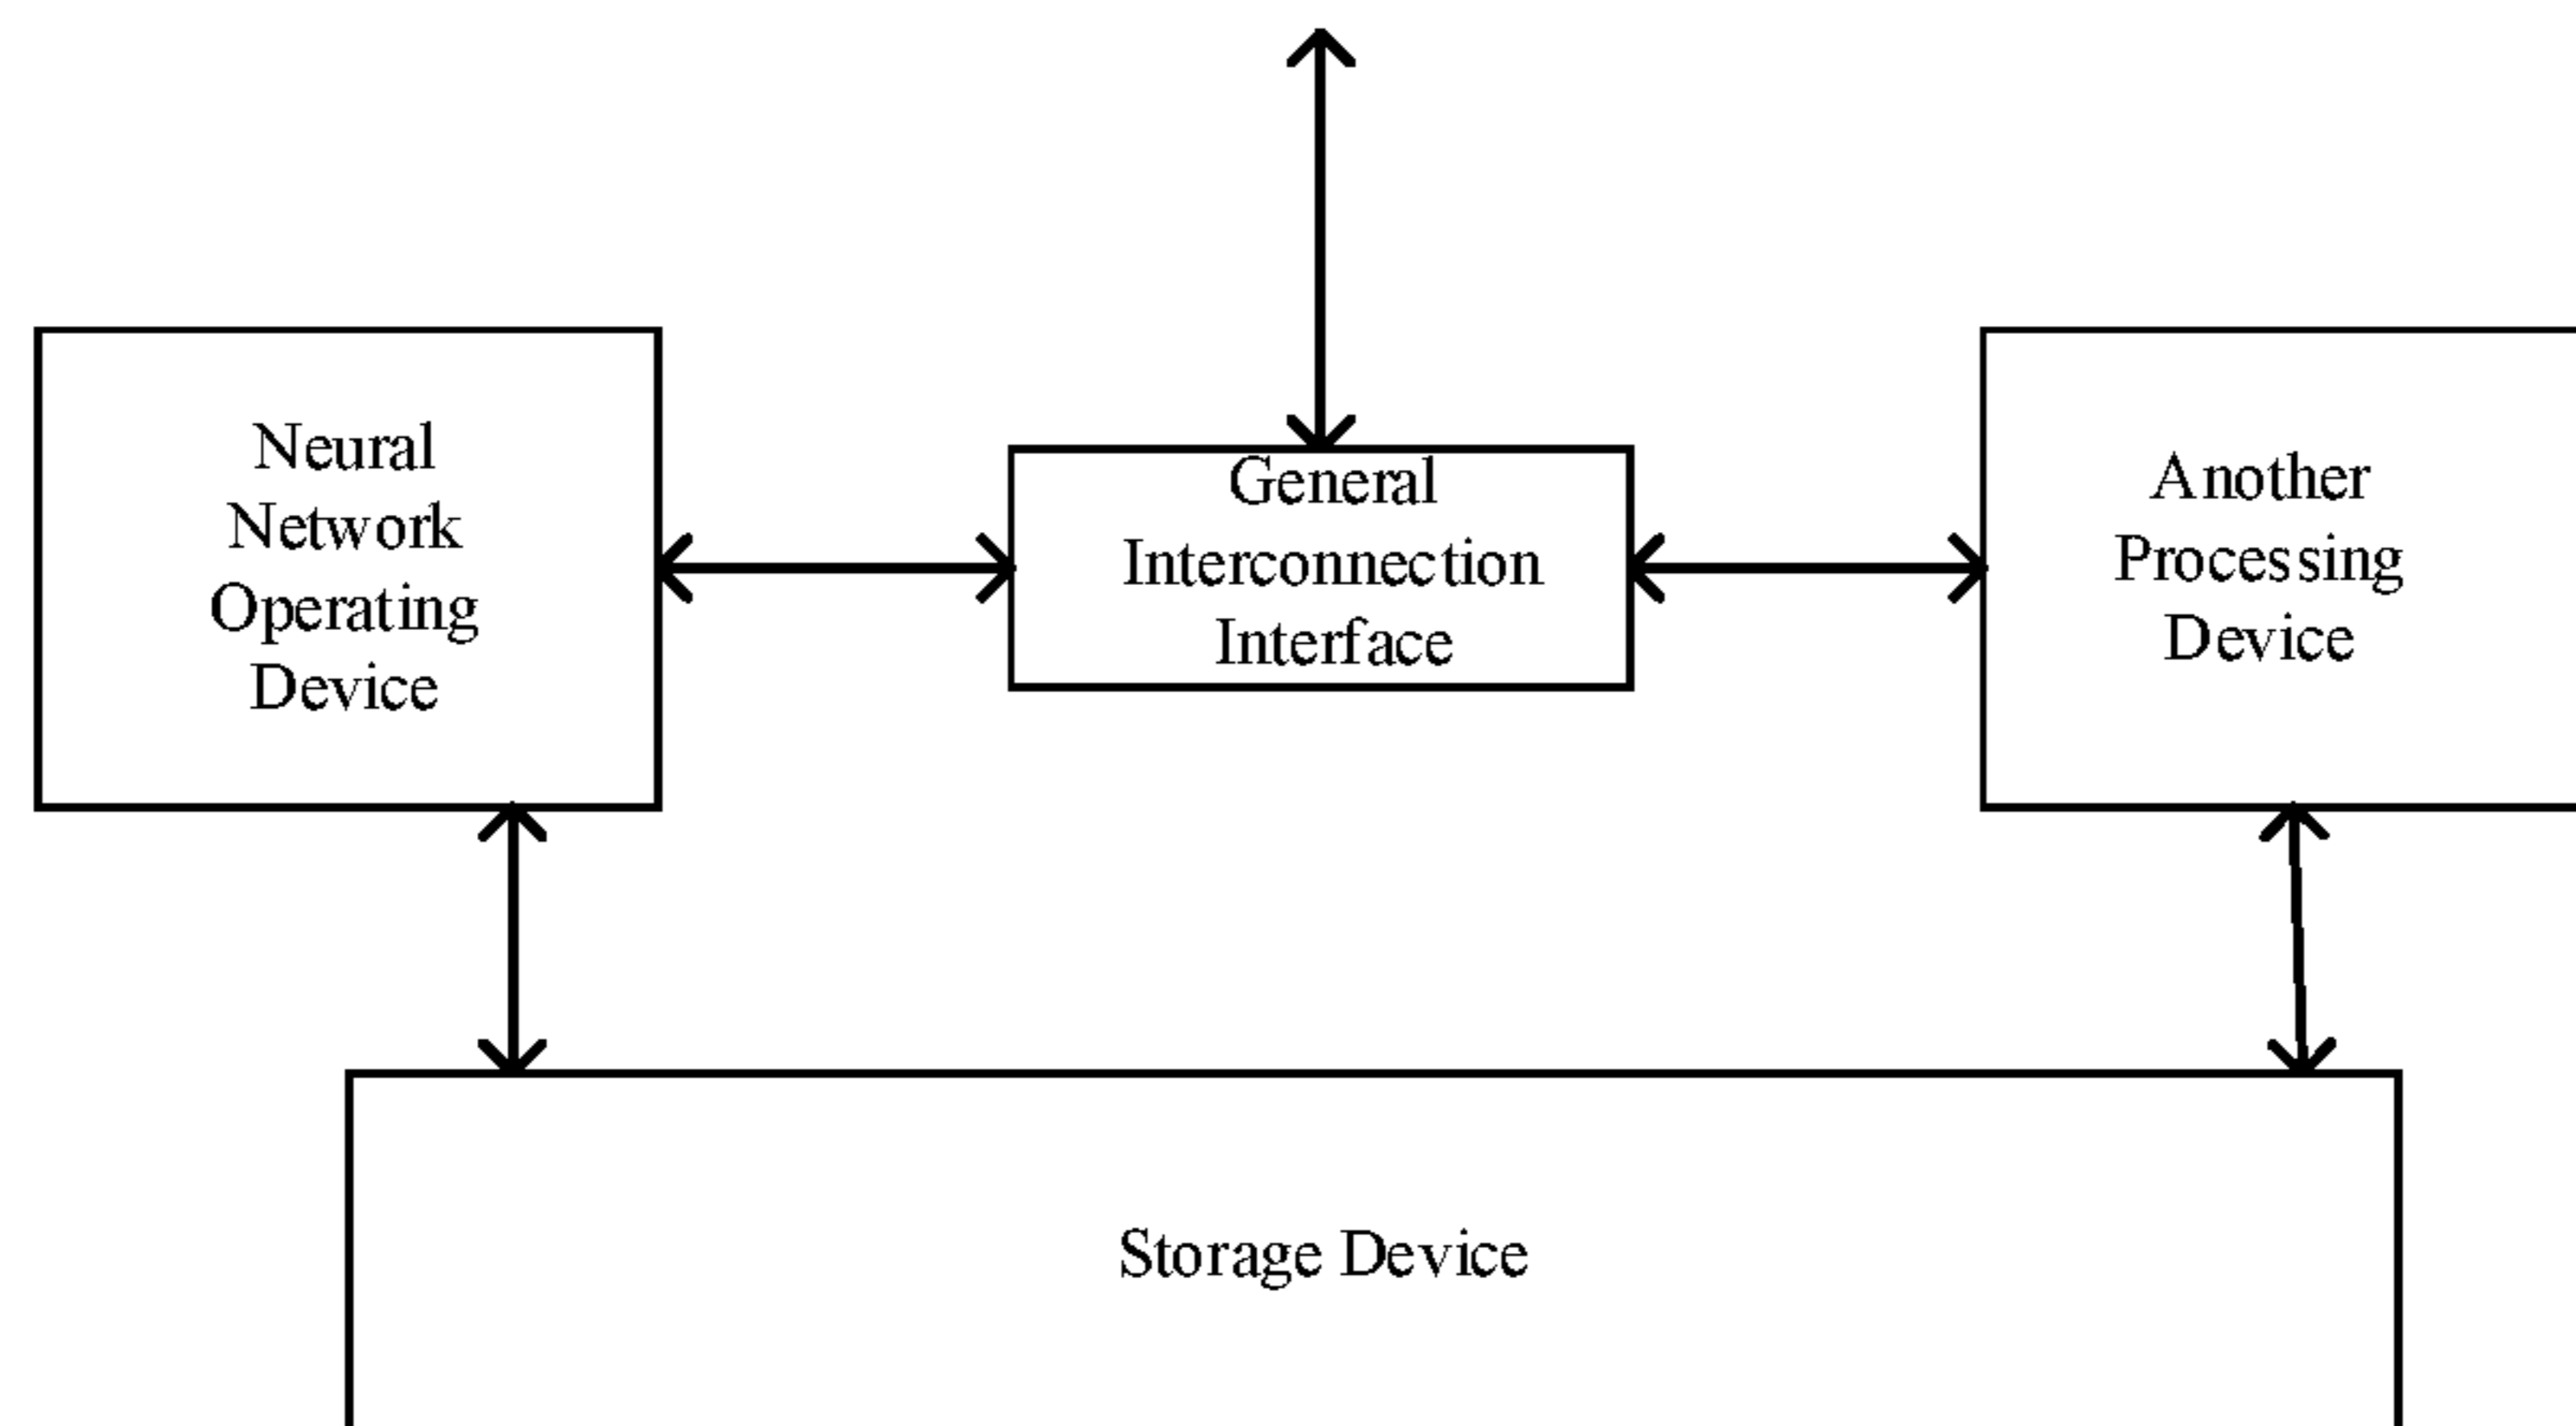 Neural
Network
Operating
Device
General
Interconnection
Interface
Another
Processing
Device
Storage Device